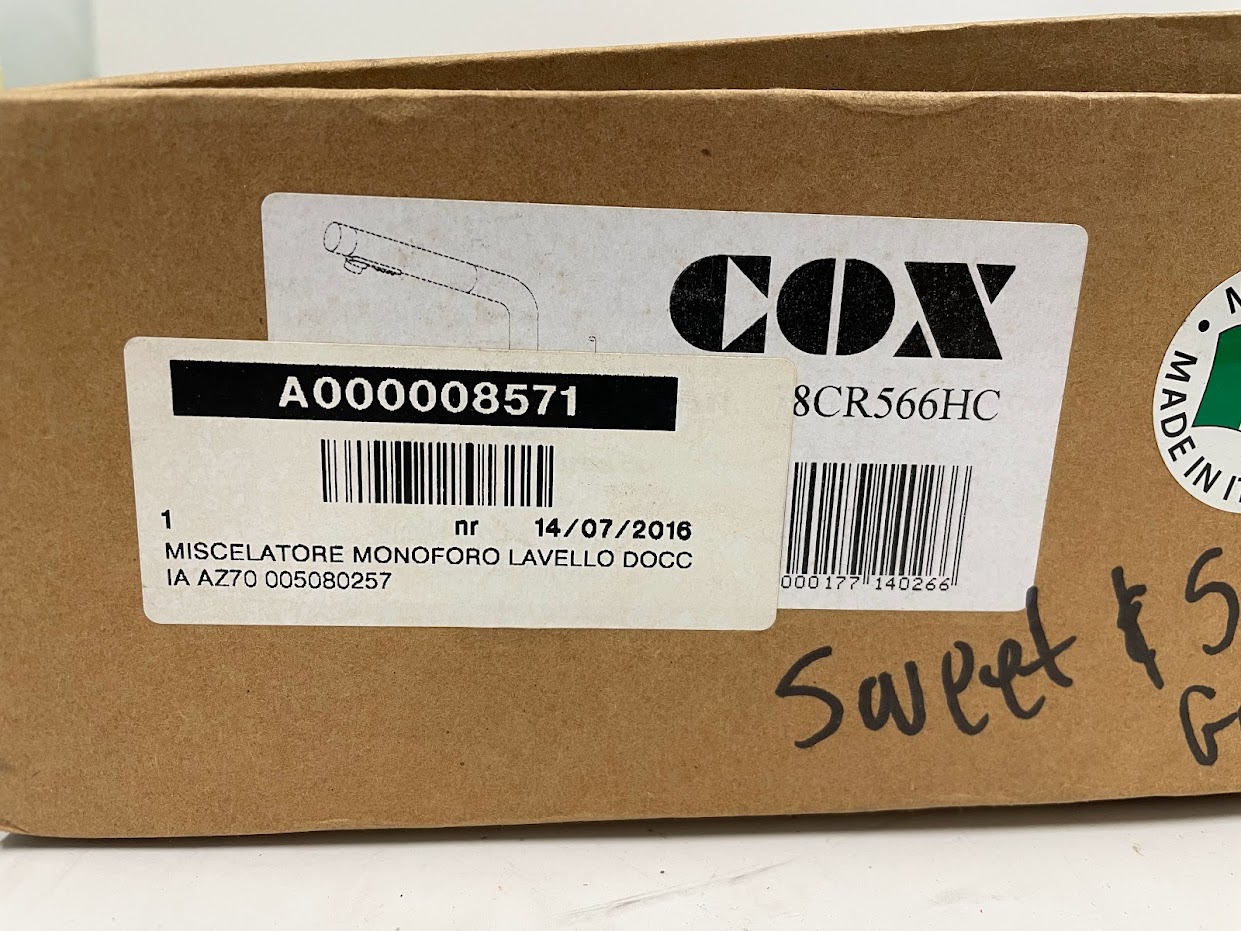 COX
8CR566HC
000177 140266
A000008571
1 nr 14/07/2016
MISCELATORE MONOFORO LAVELLO DOCC
IA AZ70 005080257
MADE IN IT
Sweet & S